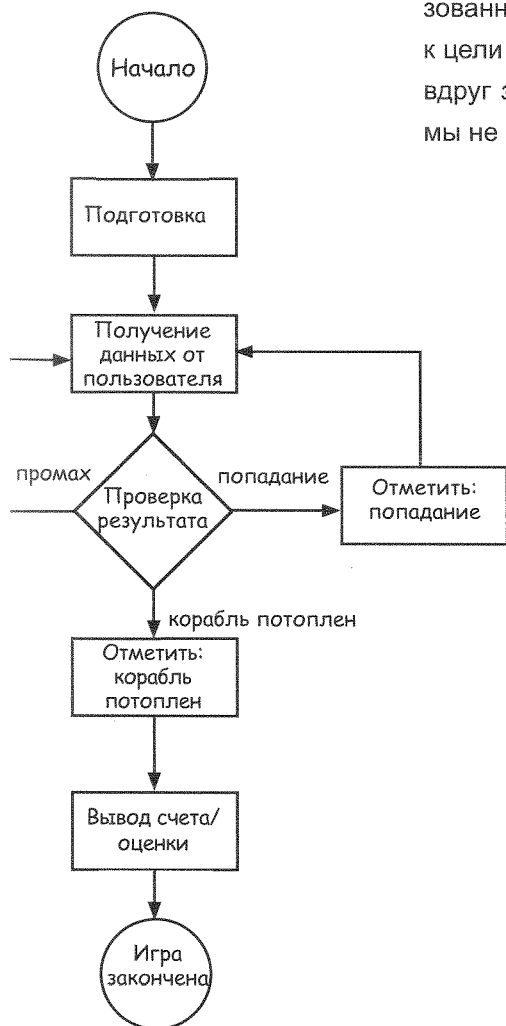 зованн
к цели
вдруг з
мы не
Начало
Подготовка
Получение
данных от
пользователя
промах
Проверка
результата
попадание
Отметить:
попадание
корабль потоплен
Отметить:
корабль
потоплен
Вывод счета/
оценки
Игра
закончена